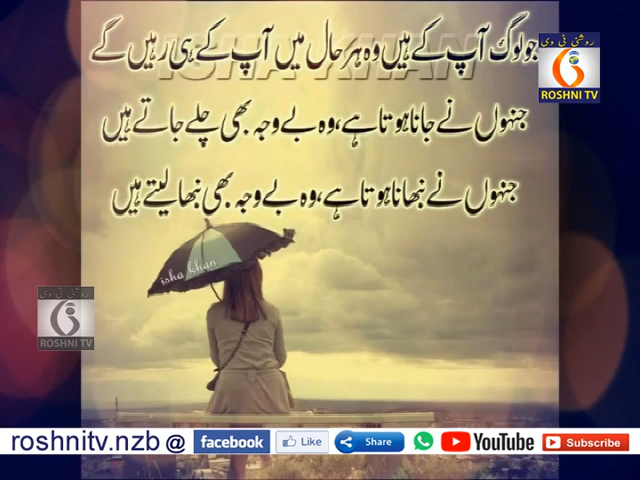 جو لوگ آپ کے ہیں وہ ہر حال میں آپ کے ہی رہیں گے
ISHA KHAN
روشنی ٹی وی
ROSHNI TV
جنہوں نے جانا ہوتا ہے، وہ بے وجہ بھی چلے جاتے ہیں
جنہوں نے نبھانا ہوتا ہے، وہ بے وجہ بھی نبھا لیتے ہیں
isha khan
روشنی ٹی وی
ROSHNI TV
roshnitv.nzb @ facebook Like Share YouTube Subscribe